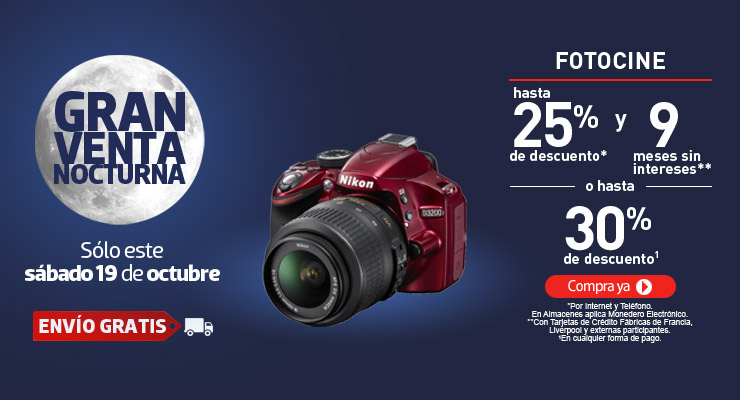 GRAN
VENTA
NOCTURNA
Sólo este
sábado 19 de octubre
ENVÍO GRATIS
Nikon
D3200
Nikon
FOTOCINE
hasta
25% y 9
de descuento* meses sin
intereses**
o hasta
30%
de descuento¹
Compra ya
*Por Internet y Teléfono.
En Almacenes aplica Monedero Electrónico.
**Con Tarjetas de Crédito Fábricas de Francia,
Liverpool y externas participantes.
¹En cualquier forma de pago.